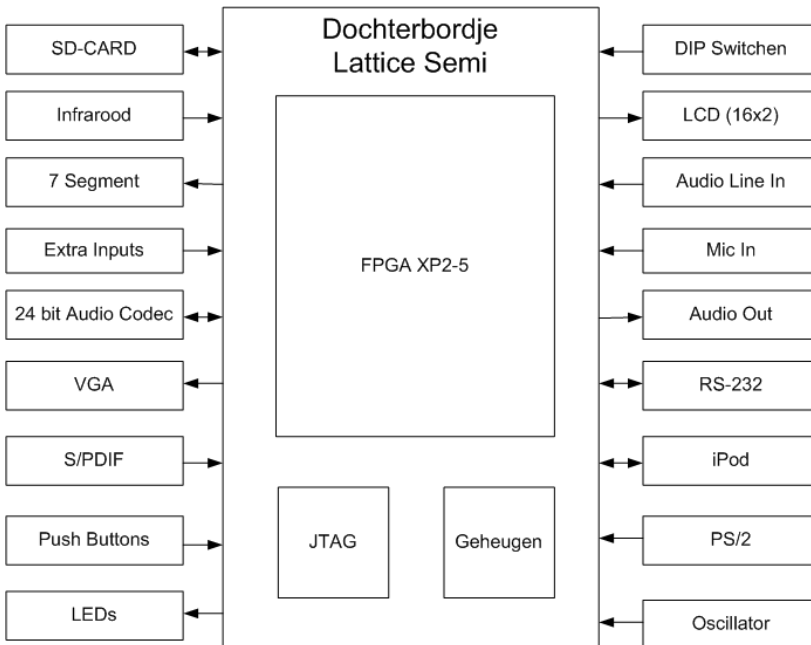 Dochterbordje
Lattice Semi
SD-CARD
Infrarood
7 Segment
Extra Inputs
24 bit Audio Codec
VGA
S/PDIF
Push Buttons
LEDs
FPGA XP2-5
JTAG
Geheugen
DIP Switchen
LCD (16x2)
Audio Line In
Mic In
Audio Out
RS-232
iPod
PS/2
Oscillator